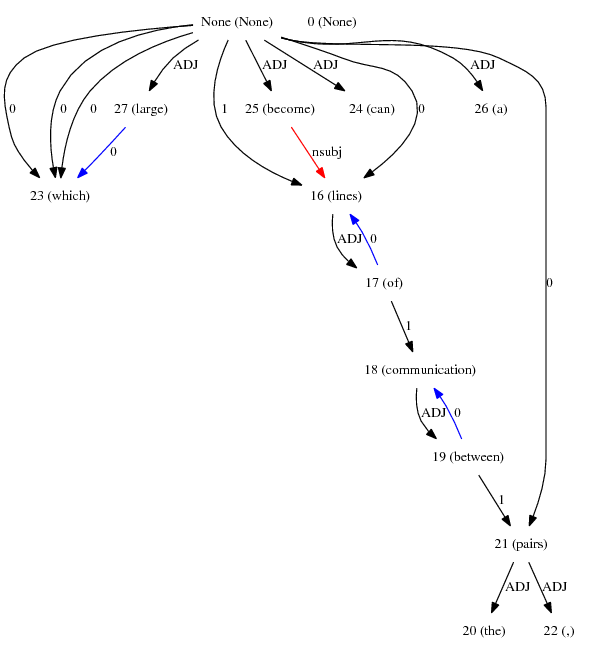 None (None) 0 (None)
ADJ ADJ ADJ ADJ
0 0 0 27 (large) 1 25 (become) 24 (can) 0 26 (a)
0 nsubj
23 (which) 16 (lines)
ADJ 0
17 (of) 0
1
18 (communication)
ADJ 0
19 (between)
1
21 (pairs)
ADJ ADJ
20 (the) 22 (,)